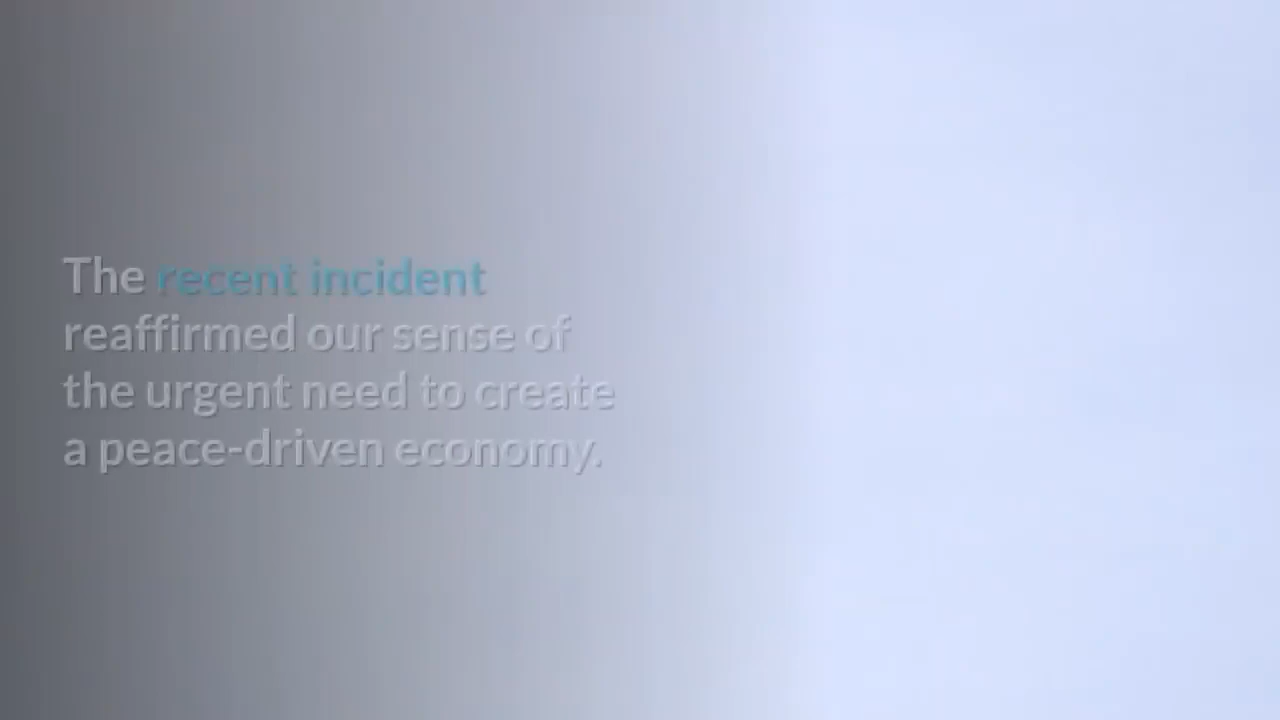 The recent incident
reaffirmed our sense of
the urgent need to create
a peace-driven economy.